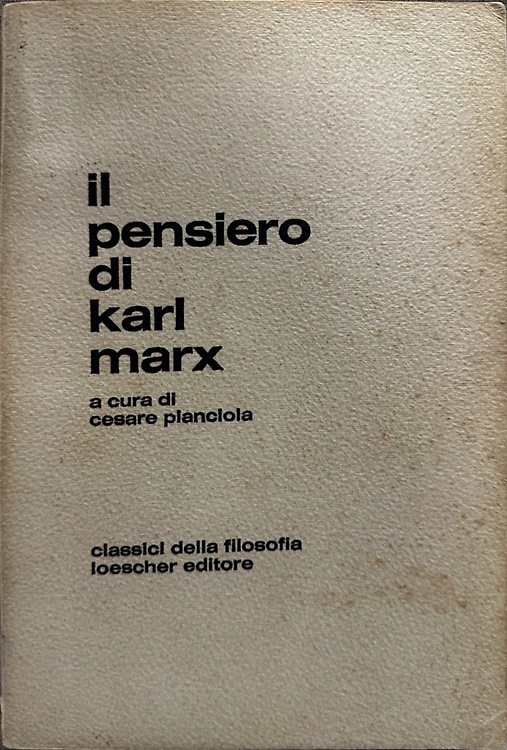 il
pensiero
di
karl
marx
a cura di
cesare pianciola
classici della filosofia
loescher editore